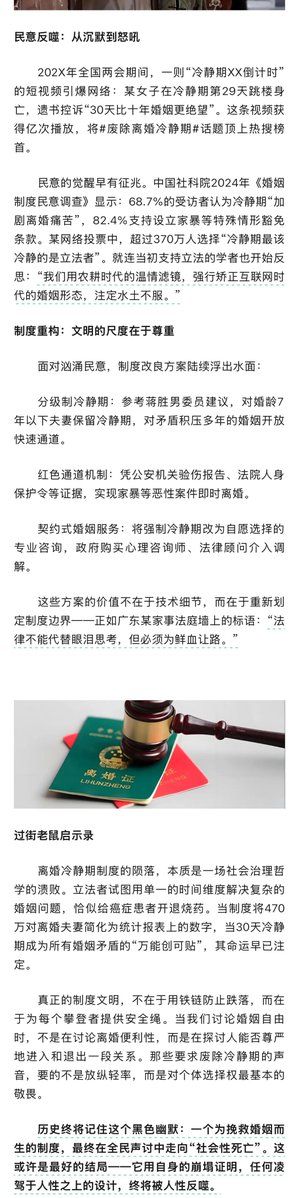 民意反噬：从沉默到怒吼
202X年全国两会期间，一则“冷静期XX倒计时”
的短视频引爆网络：某女子在冷静期第29天跳楼身
亡，遗书控诉“30天比十年婚姻更绝望”。这条视频获
得亿次播放，将#废除离婚冷静期#话题顶上热搜榜
首。
民意的觉醒早有征兆。中国社科院2024年《婚姻
制度民意调查》显示：68.7%的受访者认为冷静期“加
剧离婚痛苦”，82.4%支持设立家暴等特殊情形豁免
条款。某网络投票中，超过370万人选择“冷静期最该
冷静的是立法者”。就连当初支持立法的学者也开始反
思：“我们用农耕时代的温情滤镜，强行矫正互联网时
代的婚姻形态，注定水土不服。”
制度重构：文明的尺度在于尊重
面对汹涌民意，制度改良方案陆续浮出水面：
分级制冷静期：参考蒋胜男委员建议，对婚龄7
年以下夫妻保留冷静期，对矛盾积压多年的婚姻开放
快速通道。
红色通道机制：凭公安机关验伤报告、法院人身
保护令等证据，实现家暴等恶性案件即时离婚。
契约式婚姻服务：将强制冷静期改为自愿选择的
专业咨询，政府购买心理咨询师、法律顾问介入调
解。
这些方案的价值不在于技术细节，而在于重新划
定制度边界——正如广东某家事法庭墙上的标语：“法
律不能代替眼泪思考，但必须为鲜血让路。”
离婚证
LIHUNZHENG
过街老鼠启示录
离婚冷静期制度的陨落，本质是一场社会治理哲
学的溃败。立法者试图用单一的时间维度解决复杂的
婚姻问题，恰似给癌症患者开退烧药。当制度将470
万对离婚夫妻简化为统计报表上的数字，当30天冷静
期成为所有婚姻矛盾的“万能创可贴”，其命运早已注
定。
真正的制度文明，不在于用铁链防止跌落，而在
于为每个攀登者提供安全绳。当我们讨论婚姻自由
时，不是在讨论离婚便利性，而是在探讨人能否尊严
地进入和退出一段关系。那些要求废除冷静期的声
音，要的不是放纵轻率，而是对个体选择权最基本的
敬畏。
历史终将记住这个黑色幽默：一个为挽救婚姻而
生的制度，最终在全民声讨中走向“社会性死亡”。这
或许是最好的结局——它用自身的崩塌证明，任何凌
驾于人性之上的设计，终将被人性反噬。